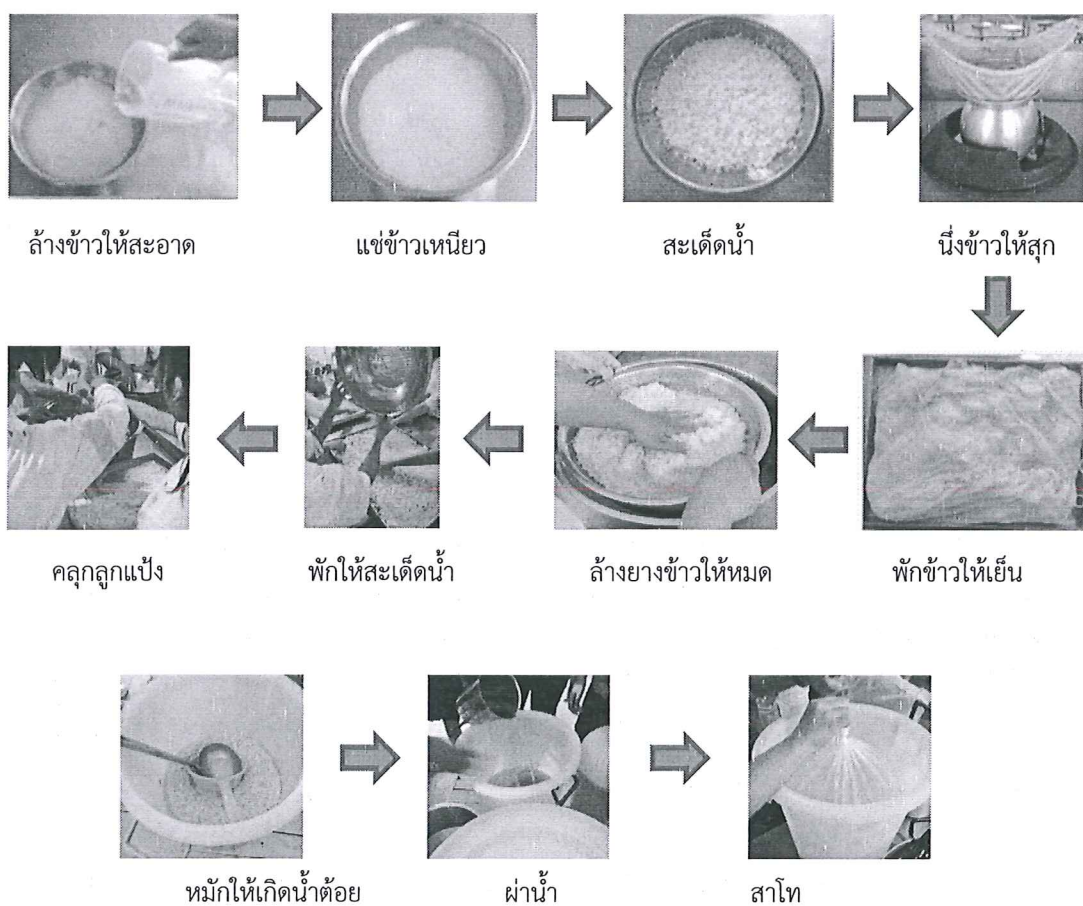 ล้างข้าวให้สะอาด
แช่ข้าวเหนียว
สะเด็ดน้ำ
นึ่งข้าวให้สุก
พักข้าวให้เย็น
ล้างยางข้าวให้หมด
พักให้สะเด็ดน้ำ
คลุกลูกแป้ง
หมักให้เกิดน้ำต้อย
ผ่าน้ำ
สาโท